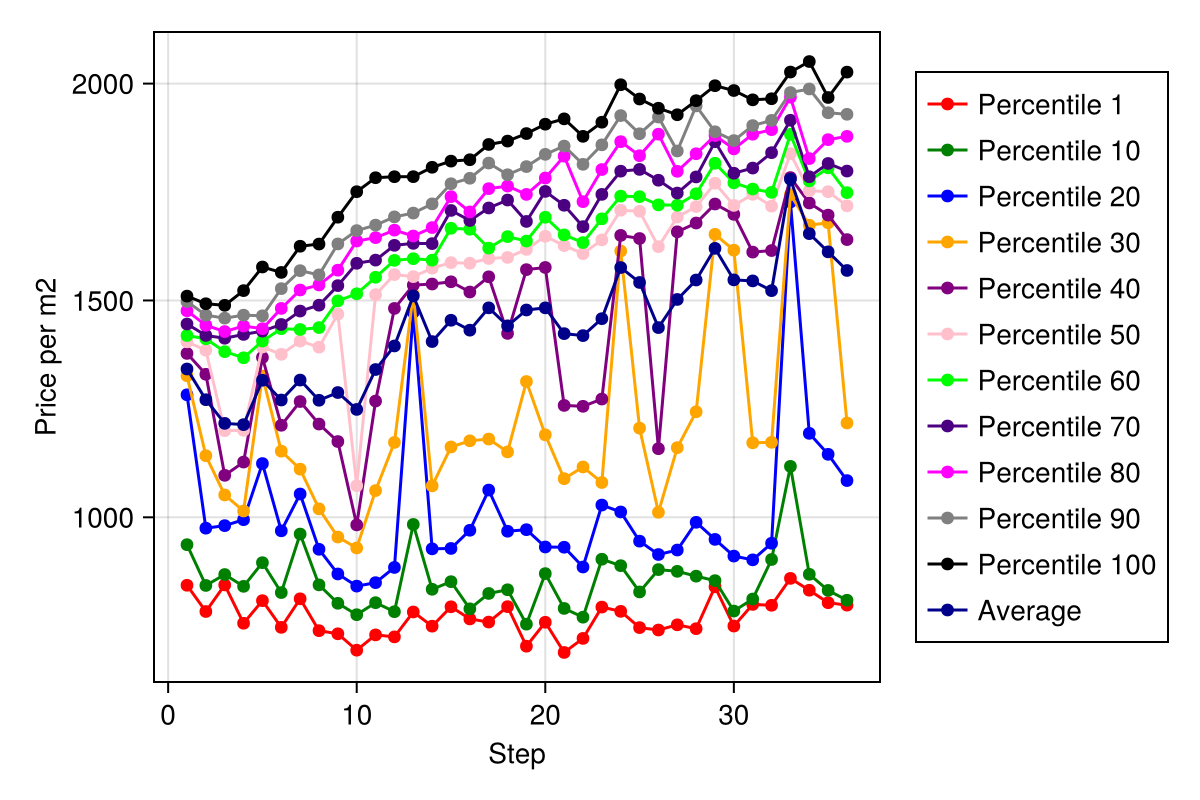 2000
1500
1000
Price per m2
0 10 20 30
Step
Percentile 1
Percentile 10
Percentile 20
Percentile 30
Percentile 40
Percentile 50
Percentile 60
Percentile 70
Percentile 80
Percentile 90
Percentile 100
Average